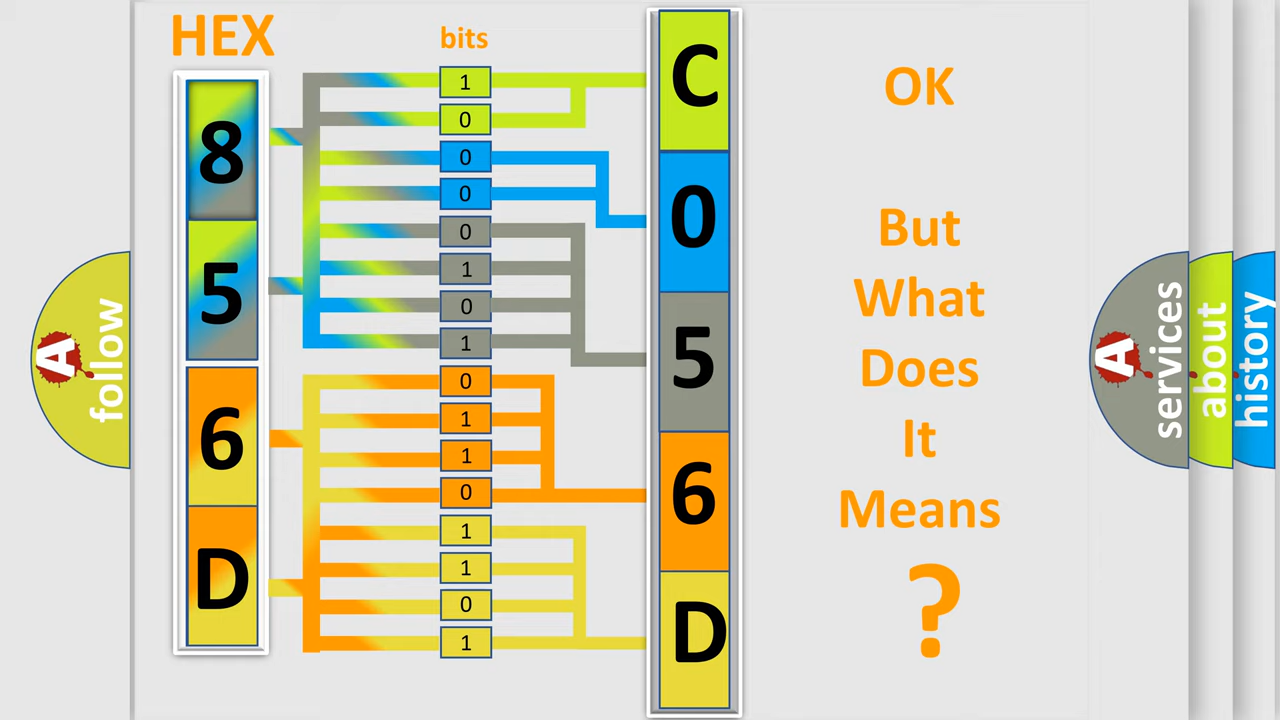 HEX
bits
8
5
6
D
1
0
0
0
0
1
0
1
0
1
1
0
1
1
0
1
C
0
5
6
D
OK
But
What
Does
It
Means
?
A
follow
A
services
about
history